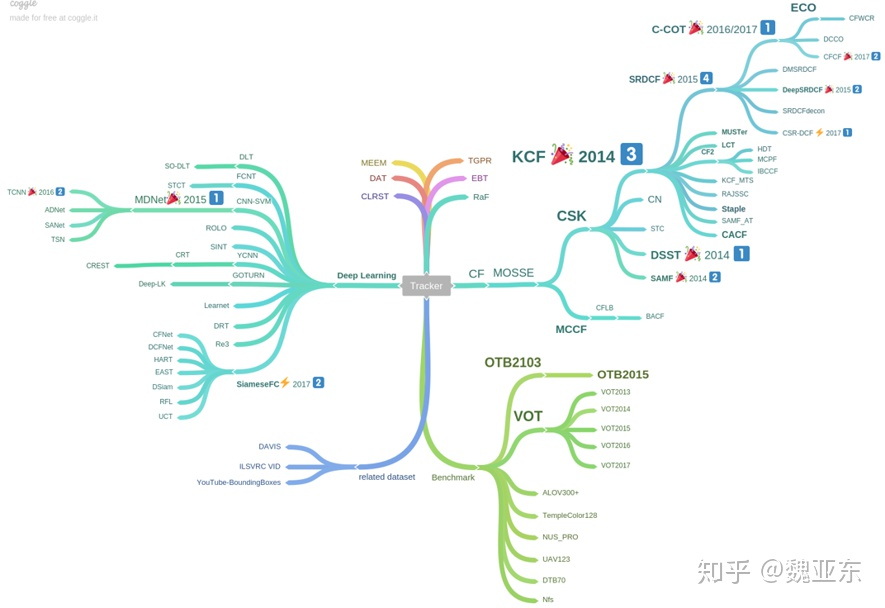 coggle
made for free at coggle.it
ECO
CFWCR
C-COT 🎉 2016/2017 1
DCCO
CFCF 🎉 2017 2
SRDCF 🎉 2015 4
DMSRDCF
DeepSRDCF 🎉 2015 2
SRDCFdecon
CSR-DCF ⚡ 2017 1
KCF 🎉 2014 3
MUSTer
LCT
CF2
HDT
MCPF
IBCCF
KCF_MTS
RAJSSC
Staple
SAMF_AT
CACF
CSK
CN
STC
DSST 🎉 2014 1
SAMF 🎉 2014 2
CF
MOSSE
MCCF
CFLB
BACF
MEEM
DAT
CLRST
TGPR
EBT
RaF
Tracker
Deep Learning
DLT
SO-DLT
FCNT
STCT
CNN-SVM
MDNet 🎉 2015 1
TCNN 🎉 2016 2
ADNet
SANet
TSN
ROLO
SINT
YCNN
CRT
CREST
GOTURN
Deep-LK
Learnet
DRT
Re3
SiameseFC ⚡ 2017 2
CFNet
DCFNet
HART
EAST
DSiam
RFL
UCT
related dataset
DAVIS
ILSVRC VID
YouTube-BoundingBoxes
Benchmark
OTB2103
OTB2015
VOT
VOT2013
VOT2014
VOT2015
VOT2016
VOT2017
ALOV300+
TempleColor128
NUS_PRO
UAV123
DTB70
Nfs
知乎 @魏亚东